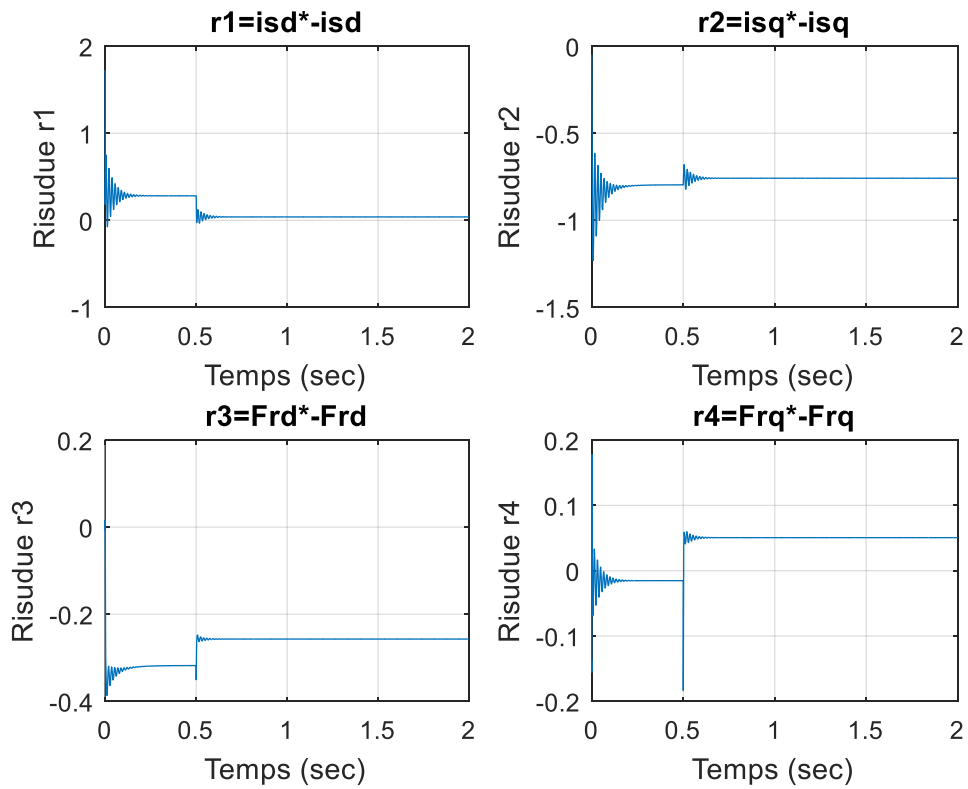 r1=isd*-isd
2
1
0
-1
Risudue r1
0 0.5 1 1.5 2
Temps (sec)
r2=isq*-isq
0
-0.5
-1
-1.5
Risudue r2
0 0.5 1 1.5 2
Temps (sec)
r3=Frd*-Frd
0.2
0
-0.2
-0.4
Risudue r3
0 0.5 1 1.5 2
Temps (sec)
r4=Frq*-Frq
0.2
0.1
0
-0.1
-0.2
Risudue r4
0 0.5 1 1.5 2
Temps (sec)